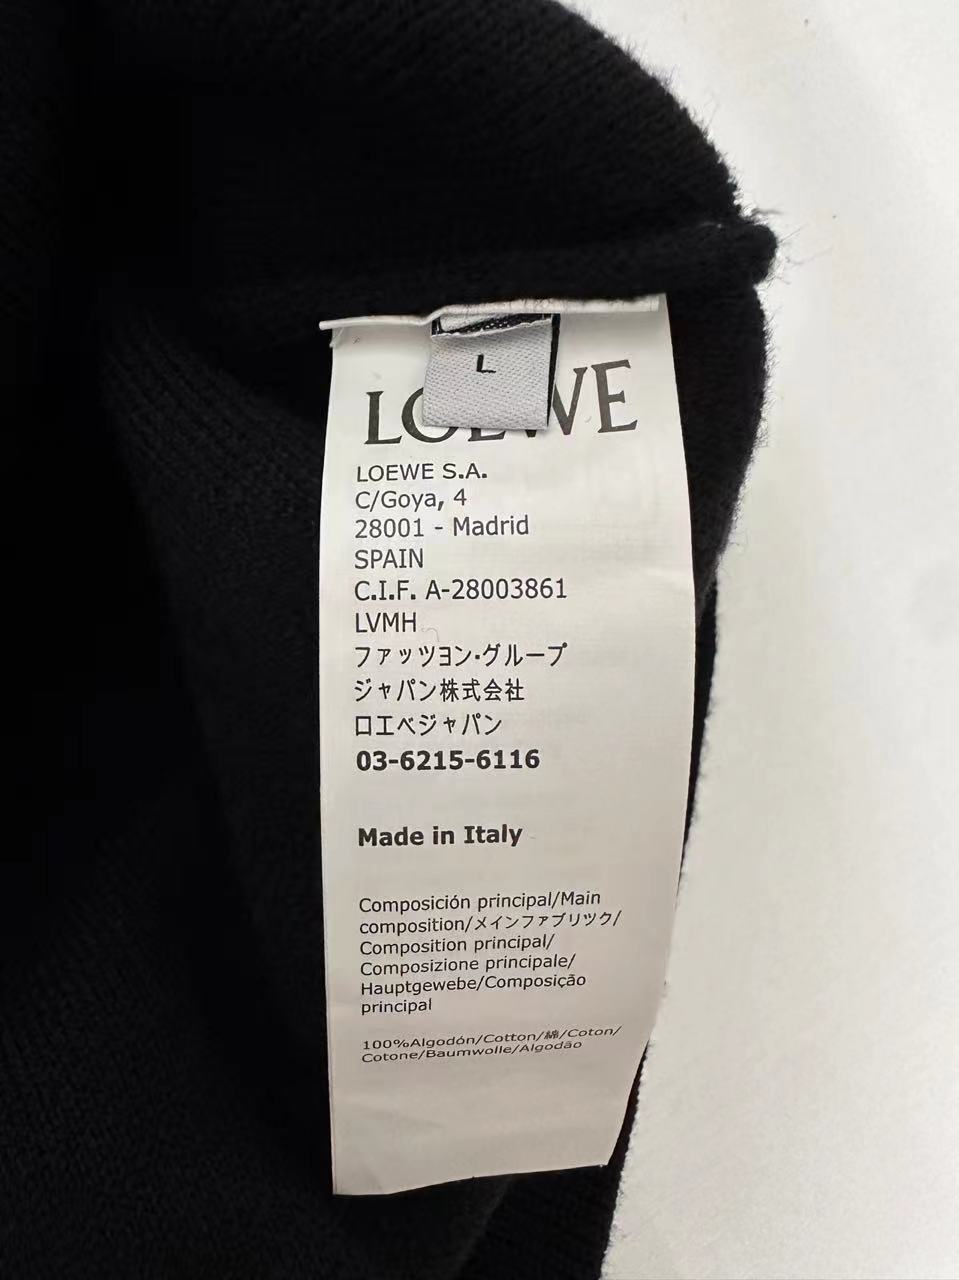 L
LOEWE
LOEWE S.A.
C/Goya, 4
28001 - Madrid
SPAIN
C.I.F. A-28003861
LVMH
ファッツヨン·グループ
ジャパン株式会社
ロエベジャパン
03-6215-6116
Made in Italy
Composición principal/Main
composition/メインファブリツク/
Composition principal/
Composizione principale/
Hauptgewebe/Composição
principal
100%Algodón/Cotton/綿/Coton/
Cotone/Baumwolle/Algodão